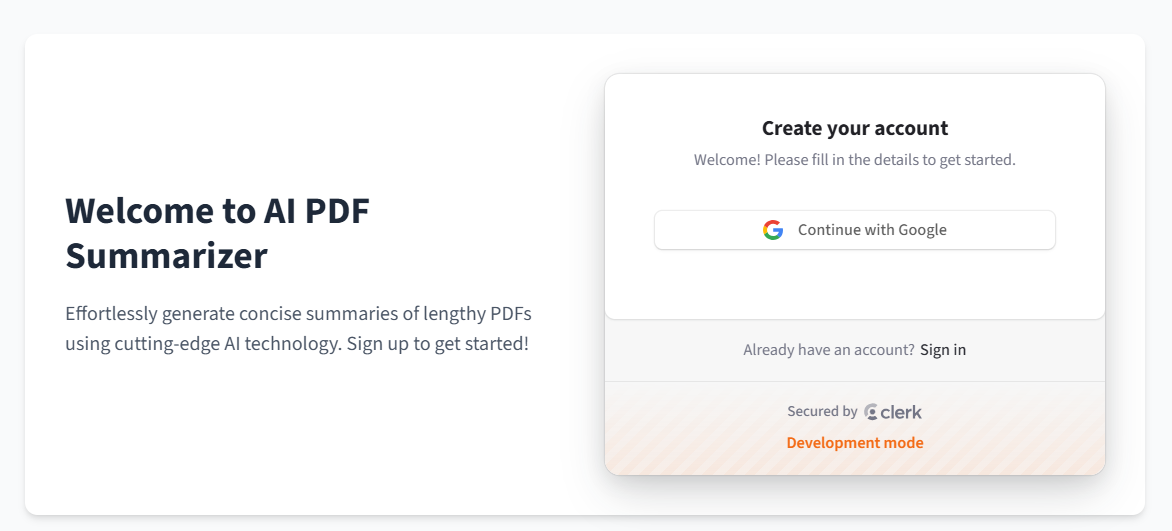 Welcome to AI PDF
Summarizer
Effortlessly generate concise summaries of lengthy PDFs
using cutting-edge AI technology. Sign up to get started!
Create your account
Welcome! Please fill in the details to get started.
Continue with Google
Already have an account? Sign in
Secured by clerk
Development mode